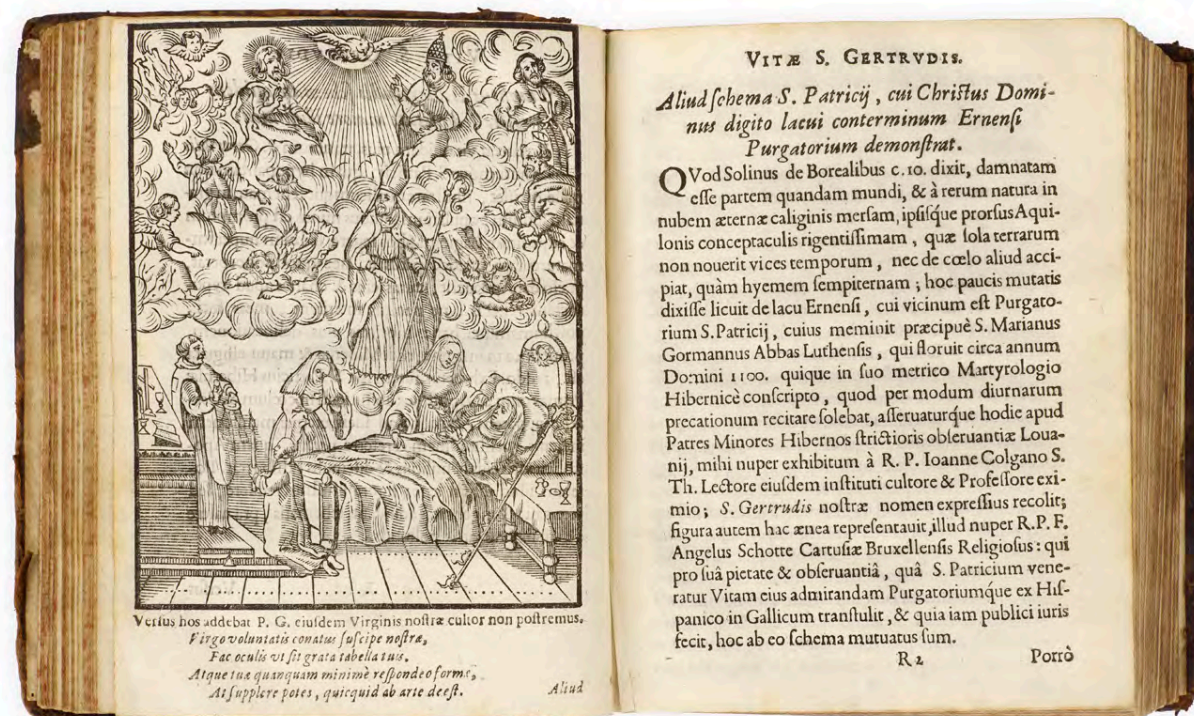 Versus hos addebat P. G. eiusdem Virginis nostræ cultor non postremus.
Virgo voluntatis conatus suscipe nostræ,
Fac oculis vt sit grata tabella tuis.
Atque tuæ quanquam minimè respondeo formæ,
At supplere potes, quicquid ab arte deest.
Aliud
VITÆ S. GERTRVDIS.
Aliud schema S. Patricij, cui Christus Domi-
nus digito lacui conterminum Ernensi
Purgatorium demonstrat.
QVod Solinus de Borealibus c. 10. dixit, damnatam
esse partem quandam mundi, & à rerum natura in
nubem æternæ caliginis mersam, ipsisque prorsus Aqui-
lonis conceptaculis rigentissimam, quæ sola terrarum
non nouerit vices temporum, nec de cœlo aliud acci-
piat, quàm hyemem sempiternam; hoc paucis mutatis
dixisse licuit de lacu Ernensi, cui vicinum est Purgato-
rium S. Patricij, cuius meminit præcipuè S. Marianus
Gormannus Abbas Luthensis, qui floruit circa annum
Domini 1100. quique in suo metrico Martyrologio
Hibernicè conscripto, quod per modum diurnarum
precationum recitare solebat, asseruaturque hodie apud
Patres Minores Hibernos strictioris obseruantiæ Loua-
nij, mihi nuper exhibitum à R. P. Ioanne Colgano S.
Th. Lectore eiusdem instituti cultore & Professore exi-
mio; S. Gertrudis nostræ nomen expressius recolit;
figura autem hac ænea repræsentauit, illud nuper R. P. F.
Angelus Schotte Cartusiæ Bruxellensis Religiosus: qui
pro suâ pietate & obseruantiâ, quâ S. Patricium vene-
ratur Vitam eius admirandam Purgatoriumque ex His-
panico in Gallicum transtulit, & quia iam publici iuris
fecit, hoc ab eo schema mutuatus sum.
R 2
Porrò